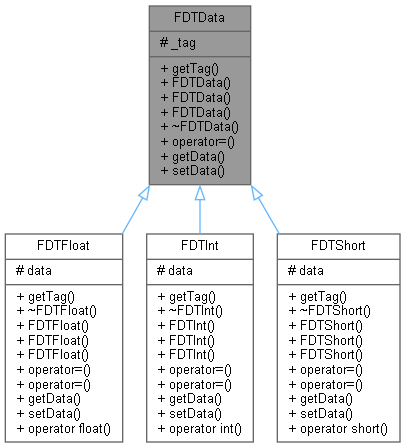 FDTData
# _tag
+ getTag()
+ FDTData()
+ FDTData()
+ FDTData()
+ ~FDTData()
+ operator=()
+ getData()
+ setData()
FDTFloat
# data
+ getTag()
+ ~FDTFloat()
+ FDTFloat()
+ FDTFloat()
+ FDTFloat()
+ operator=()
+ operator=()
+ getData()
+ setData()
+ operator float()
FDTInt
# data
+ getTag()
+ ~FDTInt()
+ FDTInt()
+ FDTInt()
+ FDTInt()
+ operator=()
+ operator=()
+ getData()
+ setData()
+ operator int()
FDTShort
# data
+ getTag()
+ ~FDTShort()
+ FDTShort()
+ FDTShort()
+ FDTShort()
+ operator=()
+ operator=()
+ getData()
+ setData()
+ operator short()